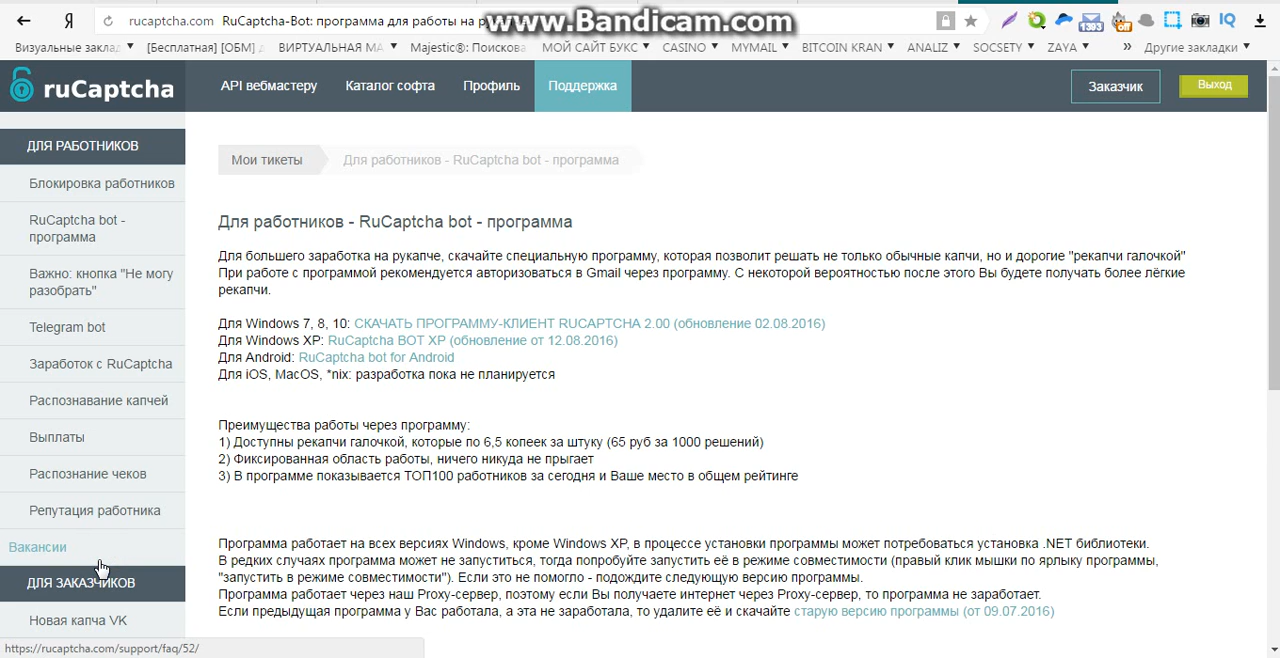 Я rucaptcha.com RuCaptcha-Bot: программа для работы на
www.Bandicam.com
1393
Off
IQ
Визуальные заклад [Бесплатная] [ОБМ] ВИРТУАЛЬНАЯ МА Majestic®: Поискова МОЙ САЙТ БУКС CASINO MYMAIL BITCOIN KRAN ANALIZ SOCSETY ZAYA » Другие закладки
ruCaptcha
API вебмастеру Каталог софта Профиль Поддержка Заказчик Выход
ДЛЯ РАБОТНИКОВ
Блокировка работников
RuCaptcha bot -
программа
Важно: кнопка "Не могу
разобрать"
Telegram bot
Заработок с RuCaptcha
Распознавание капчей
Выплаты
Распознание чеков
Репутация работника
Вакансии
ДЛЯ ЗАКАЗЧИКОВ
Новая капча VK
https://rucaptcha.com/support/faq/52/
Мои тикеты Для работников - RuCaptcha bot - программа
Для работников - RuCaptcha bot - программа
Для большего заработка на рукапче, скачайте специальную программу, которая позволит решать не только обычные капчи, но и дорогие "рекапчи галочкой"
При работе с программой рекомендуется авторизоваться в Gmail через программу. С некоторой вероятностью после этого Вы будете получать более лёгкие
рекапчи.
Для Windows 7, 8, 10: СКАЧАТЬ ПРОГРАММУ-КЛИЕНТ RUCAPTCHA 2.00 (обновление 02.08.2016)
Для Windows XP: RuCaptcha BOT XP (обновление от 12.08.2016)
Для Android: RuCaptcha bot for Android
Для iOS, MacOS, *nix: разработка пока не планируется
Преимущества работы через программу:
1) Доступны рекапчи галочкой, которые по 6,5 копеек за штуку (65 руб за 1000 решений)
2) Фиксированная область работы, ничего никуда не прыгает
3) В программе показывается ТОП100 работников за сегодня и Ваше место в общем рейтинге
Программа работает на всех версиях Windows, кроме Windows XP, в процессе установки программы может потребоваться установка .NET библиотеки.
В редких случаях программа может не запуститься, тогда попробуйте запустить её в режиме совместимости (правый клик мышки по ярлыку программы,
"запустить в режиме совместимости"). Если это не помогло - подождите следующую версию программы.
Программа работает через наш Proxy-сервер, поэтому если Вы получаете интернет через Proxy-сервер, то программа не заработает.
Если предыдущая программа у Вас работала, а эта не заработала, то удалите её и скачайте старую версию программы (от 09.07.2016)